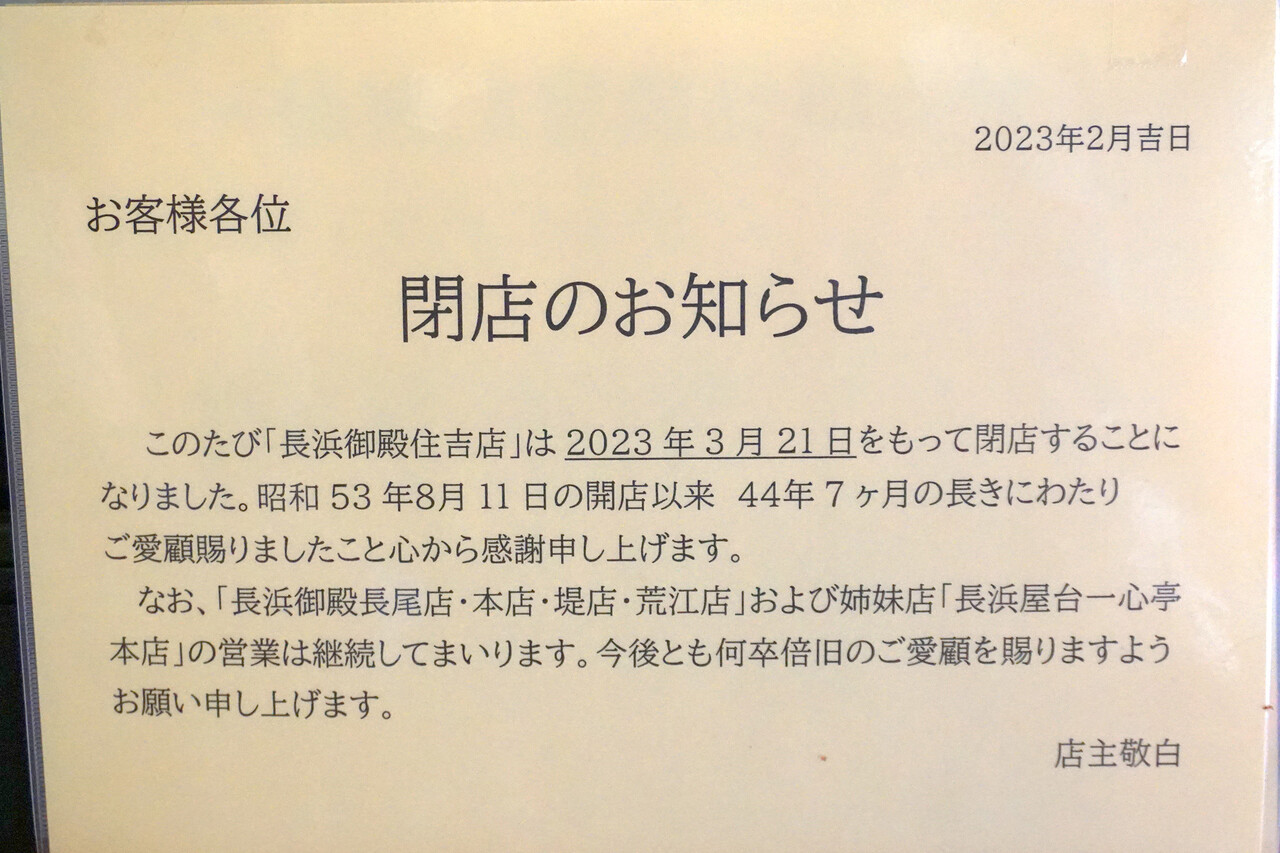 2023年2月吉日
お客様各位
閉店のお知らせ
このたび「長浜御殿住吉店」は 2023 年 3 月 21 日をもって閉店することに
なりました。昭和 53 年8月 11 日の開店以来 44年 7 ヶ月の長きにわたり
ご愛顧賜りましたこと心から感謝申し上げます。
なお、「長浜御殿長尾店・本店・堤店・荒江店」および姉妹店「長浜屋台一心亭
本店」の営業は継続してまいります。今後とも何卒倍旧のご愛顧を賜りますよう
お願い申し上げます。
店主敬白